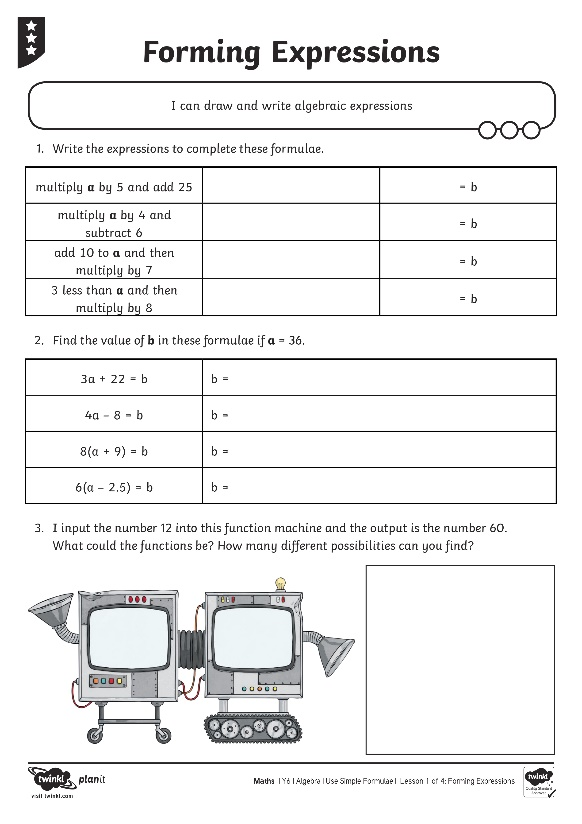 Forming Expressions
I can draw and write algebraic expressions
1. Write the expressions to complete these formulae.
multiply a by 5 and add 25
= b
multiply a by 4 and
subtract 6
= b
add 10 to a and then
multiply by 7
= b
3 less than a and then
multiply by 8
= b
2. Find the value of b in these formulae if a = 36.
3a + 22 = b
b =
4a – 8 = b
b =
8(a + 9) = b
b =
6(a – 2.5) = b
b =
3. I input the number 12 into this function machine and the output is the number 60.
What could the functions be? How many different possibilities can you find?
twinkl planit
visit twinkl.com
Maths | Y6 | Algebra | Use Simple Formulae | Lesson 1 of 4: Forming Expressions
twinkl
Quality Standard
Approved